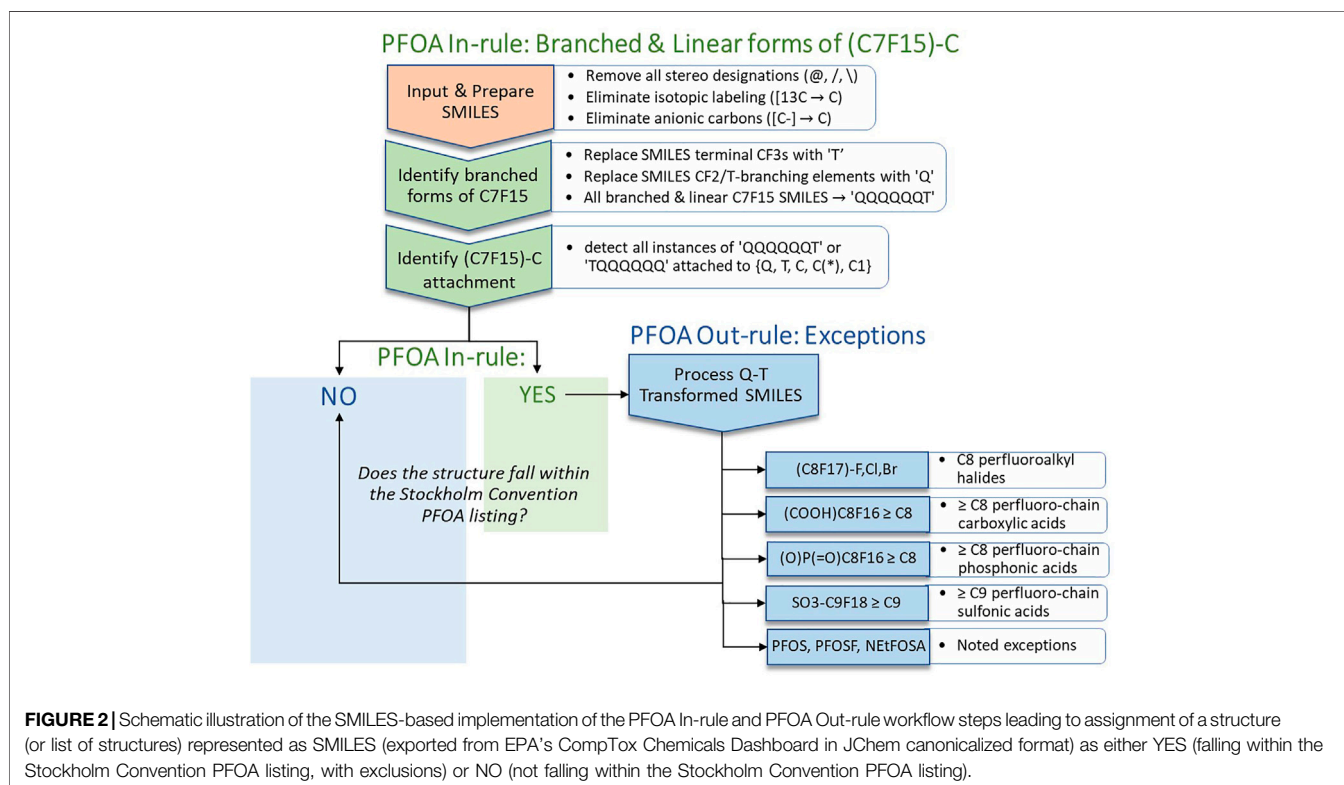 PFOA In-rule: Branched & Linear forms of (C7F15)-C
Input & Prepare
SMILES
• Remove all stereo designations (@, /, \)
• Eliminate isotopic labeling ([13C → C)
• Eliminate anionic carbons ([C-] → C)
Identify branched
forms of C7F15
• Replace SMILES terminal CF3s with 'T’
• Replace SMILES CF2/T-branching elements with 'Q'
• All branched & linear C7F15 SMILES → 'QQQQQQT'
Identify (C7F15)-C
attachment
• detect all instances of 'QQQQQQT' or
'TQQQQQQ' attached to {Q, T, C, C(*), C1}
PFOA In-rule:
NO
YES
Does the structure fall within
the Stockholm Convention
PFOA listing?
PFOA Out-rule: Exceptions
Process Q-T
Transformed SMILES
(C8F17)-F,Cl,Br
• C8 perfluoroalkyl
halides
(COOH)C8F16 ≥ C8
• ≥ C8 perfluoro-chain
carboxylic acids
(O)P(=O)C8F16 ≥ C8
• ≥ C8 perfluoro-chain
phosphonic acids
SO3-C9F18 ≥ C9
• ≥ C9 perfluoro-chain
sulfonic acids
PFOS, PFOSF, NEtFOSA
• Noted exceptions
FIGURE 2 | Schematic illustration of the SMILES-based implementation of the PFOA In-rule and PFOA Out-rule workflow steps leading to assignment of a structure
(or list of structures) represented as SMILES (exported from EPA’s CompTox Chemicals Dashboard in JChem canonicalized format) as either YES (falling within the
Stockholm Convention PFOA listing, with exclusions) or NO (not falling within the Stockholm Convention PFOA listing).